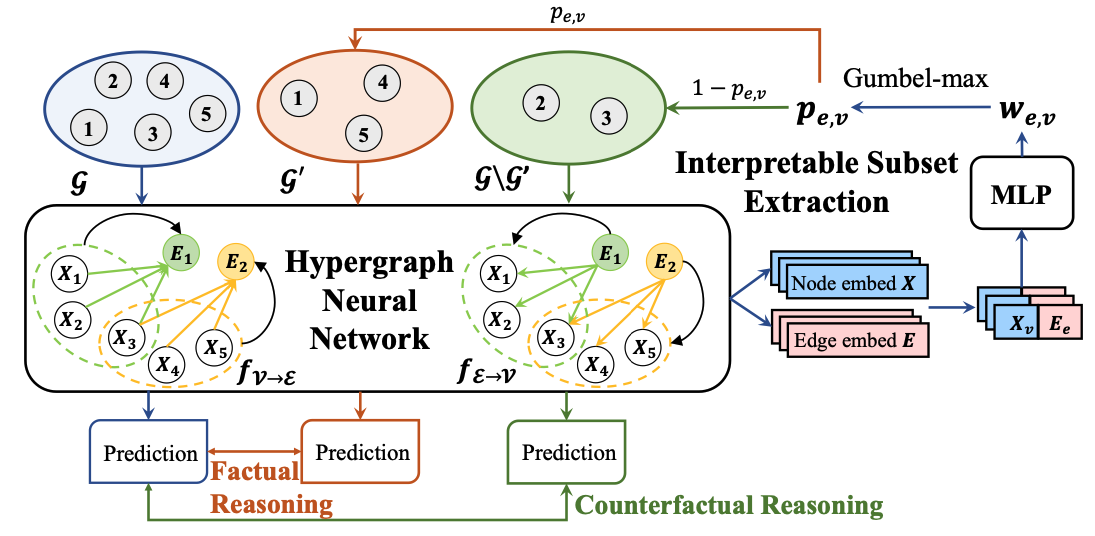 p_{e,v}
2
4
1
3
5
1
4
5
2
3
1 − p_{e,v}
p_{e,v}
Gumbel-max
w_{e,v}
𝒢
𝒢′
𝒢\𝒢′
Interpretable Subset
Extraction
MLP
E_1
E_2
X_1
X_2
X_3
X_4
X_5
f_{𝒱→ℰ}
Hypergraph
Neural
Network
E_1
E_2
X_1
X_2
X_3
X_4
X_5
f_{ℰ→𝒱}
Node embed X
Edge embed E
X_v
E_e
Prediction
Prediction
Prediction
Factual
Reasoning
Counterfactual Reasoning